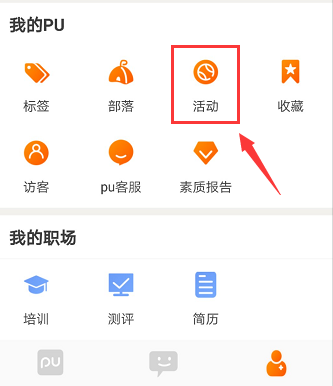 我的PU
标签 部落 活动 收藏
访客 pu客服 素质报告
我的职场
培训 测评 简历
pu